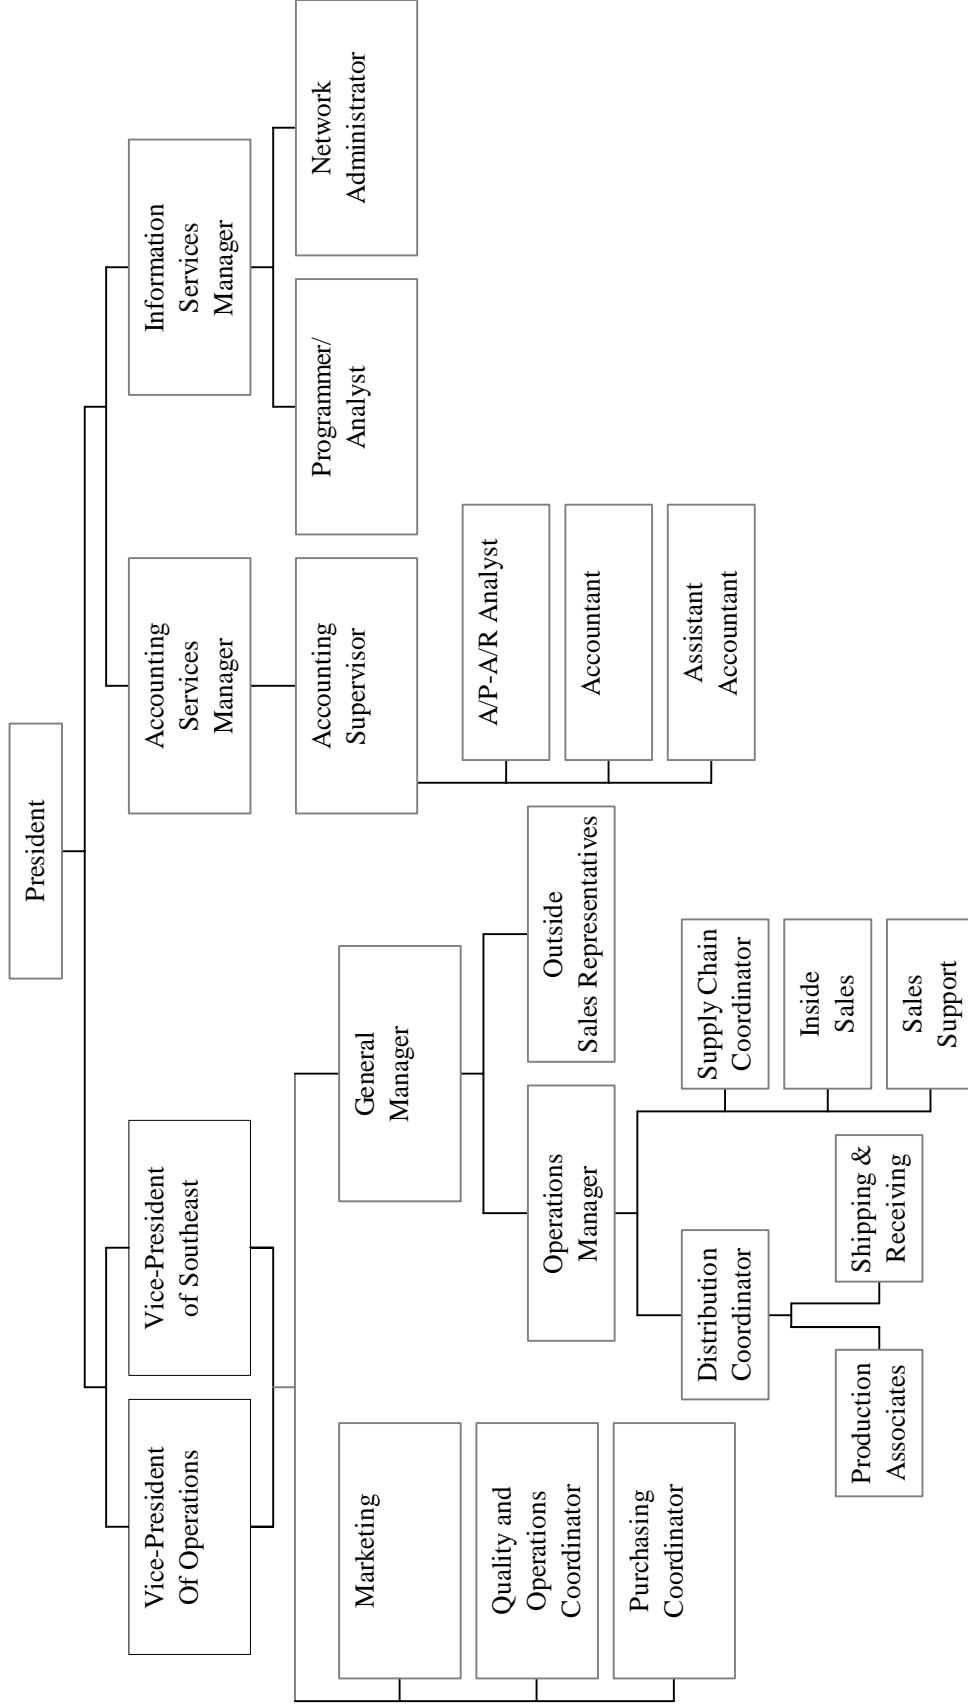 President
Vice-President
Of Operations
Vice-President
of Southeast
Accounting
Services
Manager
Information
Services
Manager
Marketing
Quality and
Operations
Coordinator
Purchasing
Coordinator
General
Manager
Operations
Manager
Outside
Sales Representatives
Distribution
Coordinator
Production
Associates
Shipping &
Receiving
Supply Chain
Coordinator
Inside
Sales
Sales
Support
Accounting
Supervisor
A/P-A/R Analyst
Accountant
Assistant
Accountant
Programmer/
Analyst
Network
Administrator